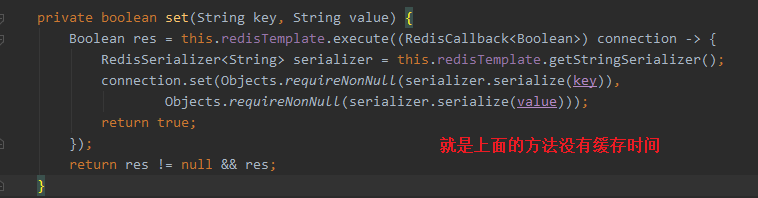 private boolean set(String key, String value) {
Boolean res = this.redisTemplate.execute((RedisCallback<Boolean>) connection -> {
RedisSerializer<String> serializer = this.redisTemplate.getStringSerializer();
connection.set(Objects.requireNonNull(serializer.serialize(key)),
Objects.requireNonNull(serializer.serialize(value)));
return true;
});
就是上面的方法没有缓存时间
return res != null && res;
}